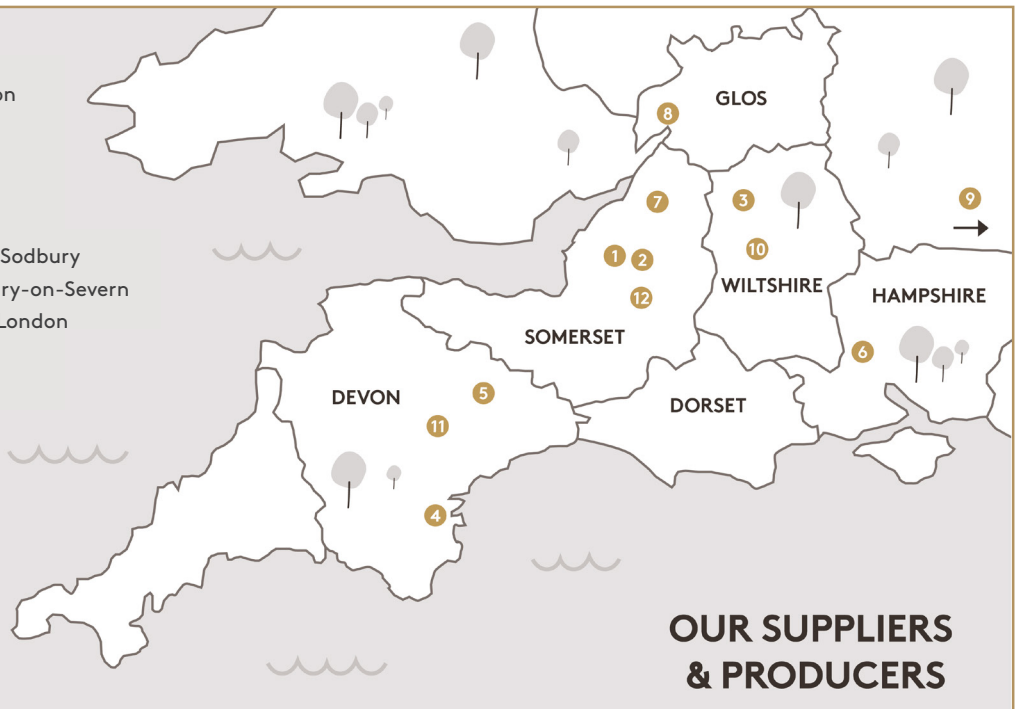 on
Sodbury
ry-on-Severn
London
GLOS
8
7
3
9
1
2
10
12
WILTSHIRE
HAMPSHIRE
SOMERSET
6
5
DEVON
DORSET
11
4
OUR SUPPLIERS
& PRODUCERS